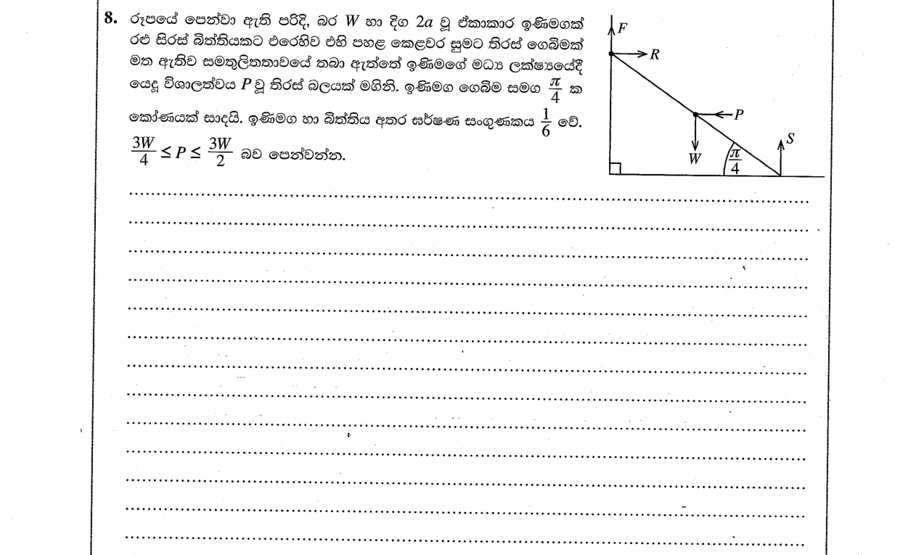 8. රූපයේ පෙන්වා ඇති පරිදි, බර W හා දිග 2a වූ ඒකාකාර ඉණිමගක්
රළු සිරස් බිත්තියකට එරෙහිව එහි පහළ කෙළවර සුමට තිරස් ගෙබිමක්
මත ඇතිව සමතුලිතතාවයේ තබා ඇත්තේ ඉණිමගේ මධ්‍ය ලක්ෂ්‍යයේදී
යෙදූ විශාලත්වය P වූ තිරස් බලයක් මගිනි. ඉණිමග ගෙබිම සමග π/4 ක
කෝණයක් සාදයි. ඉණිමග හා බිත්තිය අතර ඝර්ෂණ සංගුණකය 1/6 වේ.
3W/4 ≤ P ≤ 3W/2 බව පෙන්වන්න.
F
R
P
W
S
π/4